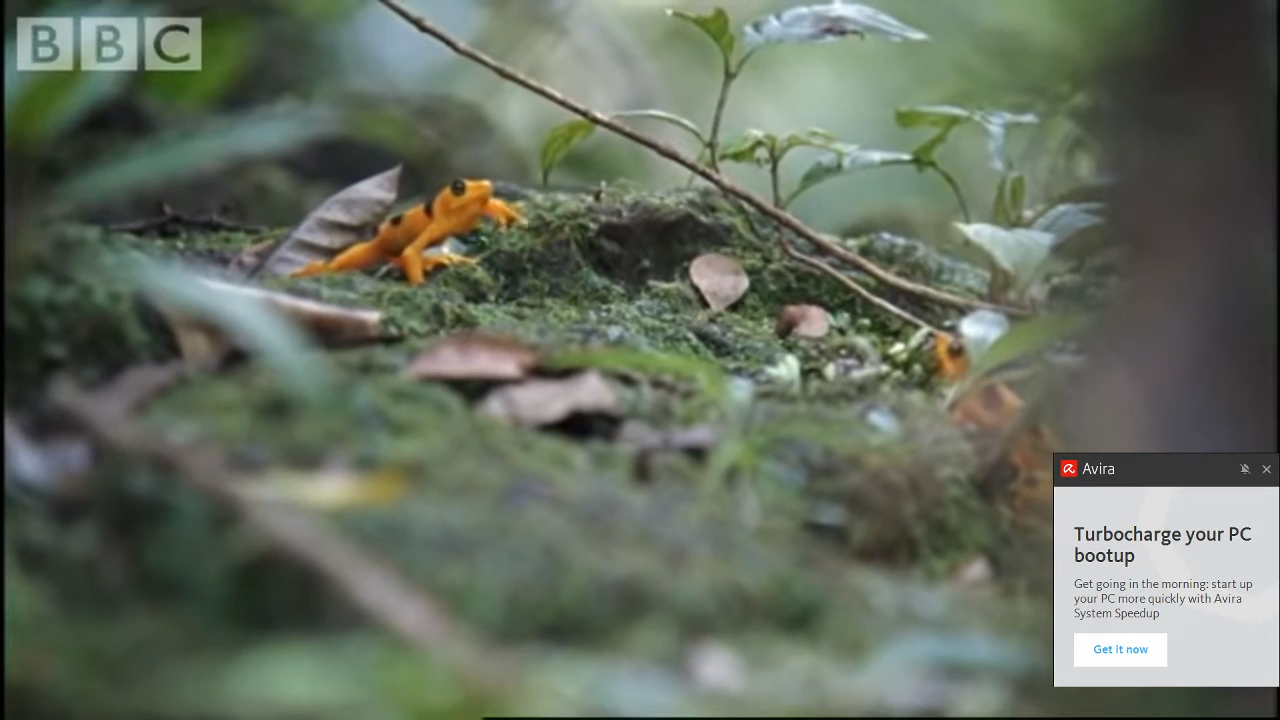 BBC
Avira
Turbocharge your PC
bootup
Get going in the morning: start up
your PC more quickly with Avira
System Speedup
Get it now